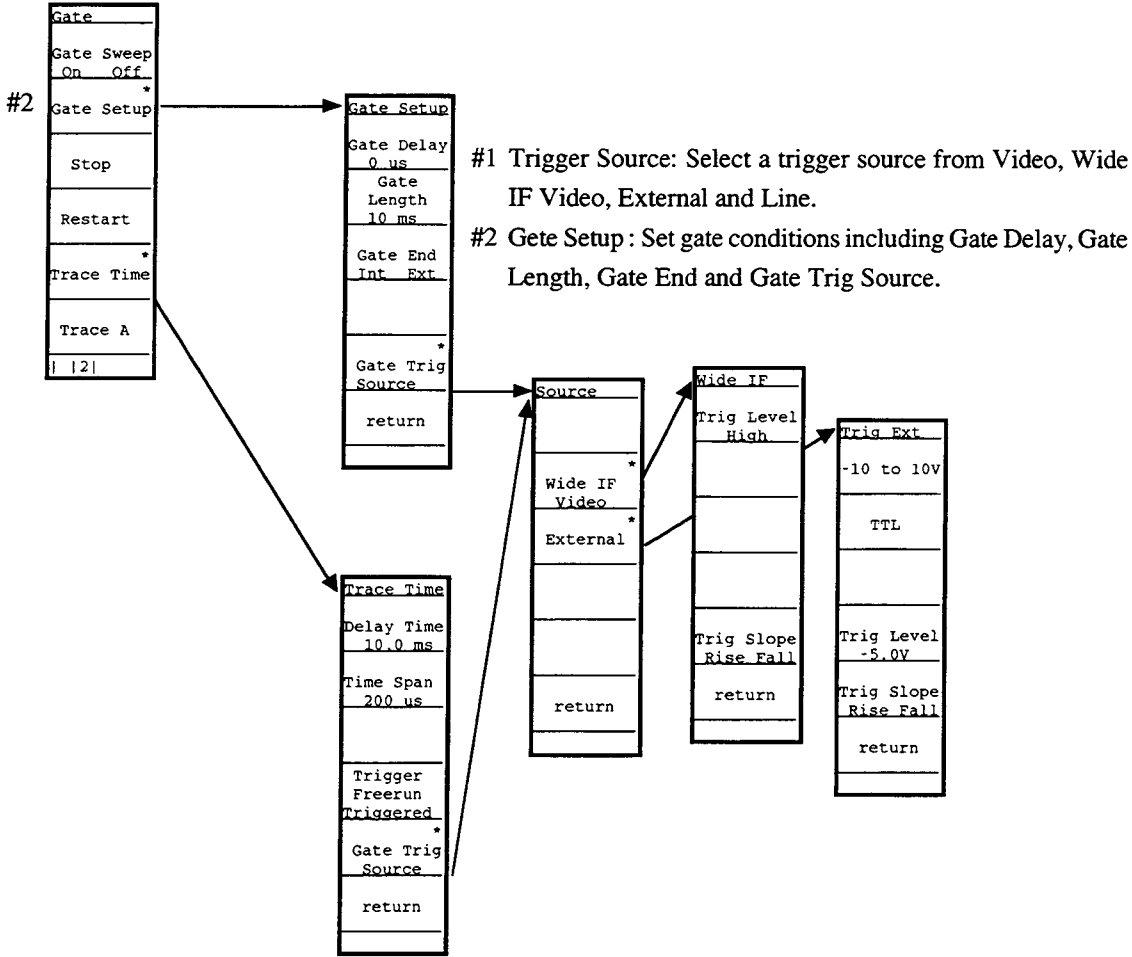 Gate
Gate Sweep
On Off
*
#2
Gate Setup
Stop
Restart
*
Trace Time
Trace A
| |2|
Gate Setup
Gate Delay
0 us
Gate
Length
10 ms
Gate End
Int Ext
*
Gate Trig
Source
return
#1 Trigger Source: Select a trigger source from Video, Wide
IF Video, External and Line.
#2 Gete Setup : Set gate conditions including Gate Delay, Gate
Length, Gate End and Gate Trig Source.
Source
*
Wide IF
Video
*
External
return
Wide IF
Trig Level
High
Trig Slope
Rise Fall
return
Trig Ext
-10 to 10V
TTL
Trig Level
-5.0V
Trig Slope
Rise Fall
return
Trace Time
Delay Time
10.0 ms
Time Span
200 us
Trigger
Freerun
Triggered
*
Gate Trig
Source
return